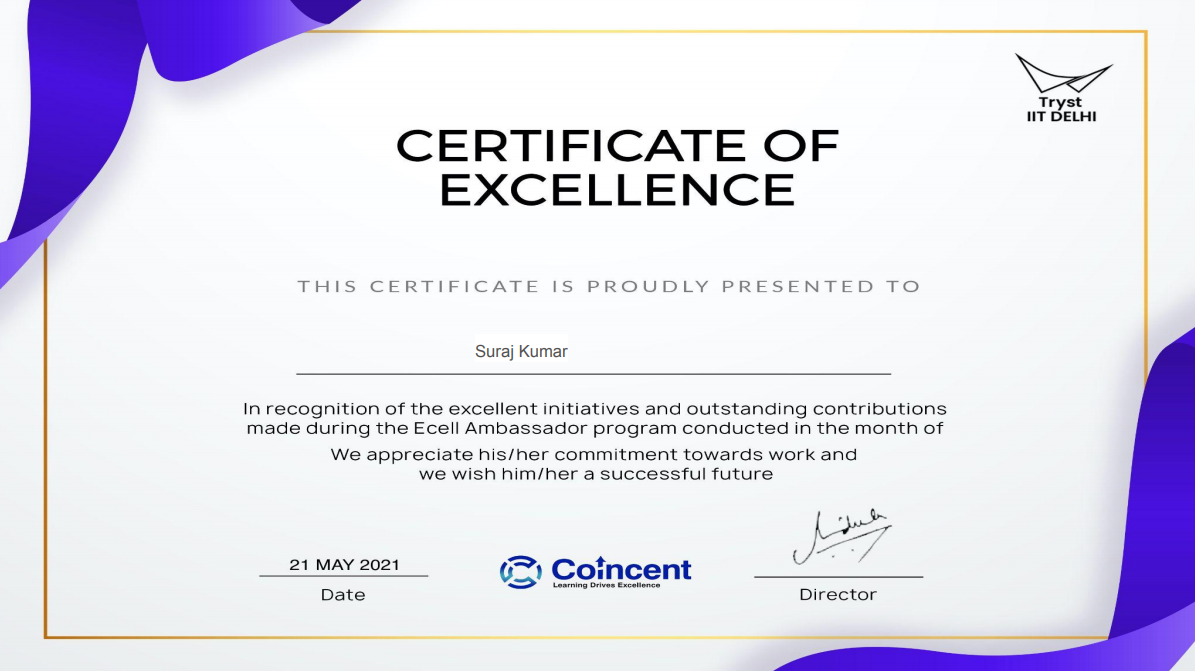 Tryst
IIT DELHI
CERTIFICATE OF
EXCELLENCE
THIS CERTIFICATE IS PROUDLY PRESENTED TO
Suraj Kumar
In recognition of the excellent initiatives and outstanding contributions
made during the Ecell Ambassador program conducted in the month of
We appreciate his/her commitment towards work and
we wish him/her a successful future
21 MAY 2021
Date
Coincent
Learning Drives Excellence
Director